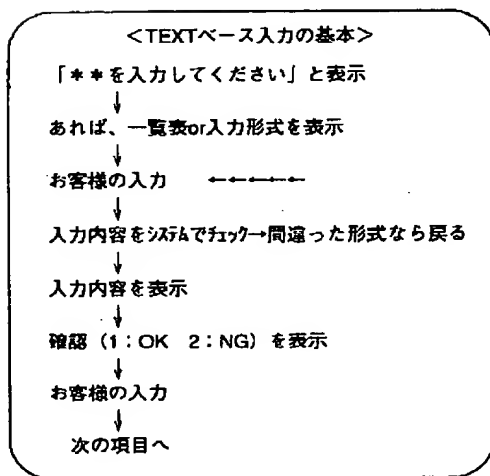 <TEXTベース入力の基本>
「**を入力してください」と表示
↓
あれば、一覧表or入力形式を表示
↓
お客様の入力 ←←←←←
↓
入力内容をシステムでチェック→間違った形式なら戻る
↓
入力内容を表示
↓
確認（1：OK 2：NG）を表示
↓
お客様の入力
↓
次の項目へ